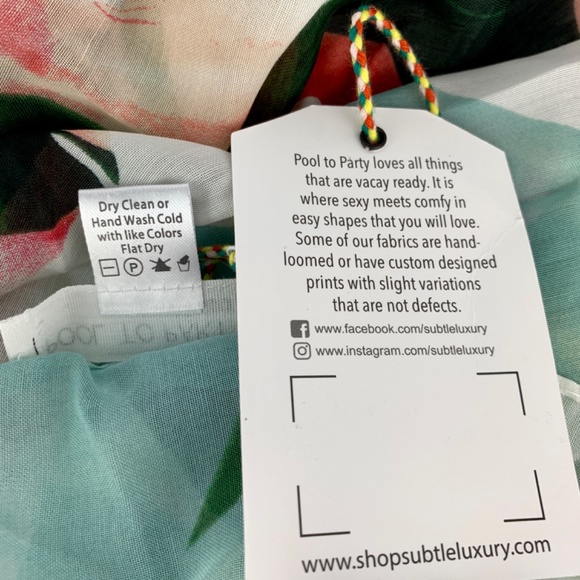 Dry Clean or
Hand Wash Cold
with like Colors
Flat Dry
P
POOL TO PART
Pool to Party loves all things
that are vacay ready. It is
where sexy meets comfy in
easy shapes that you will love.
Some of our fabrics are hand-
loomed or have custom designed
prints with slight variations
that are not defects.
www.facebook.com/subtleluxury
www.instagram.com/subtleluxury
www.shopsubtleluxury.com